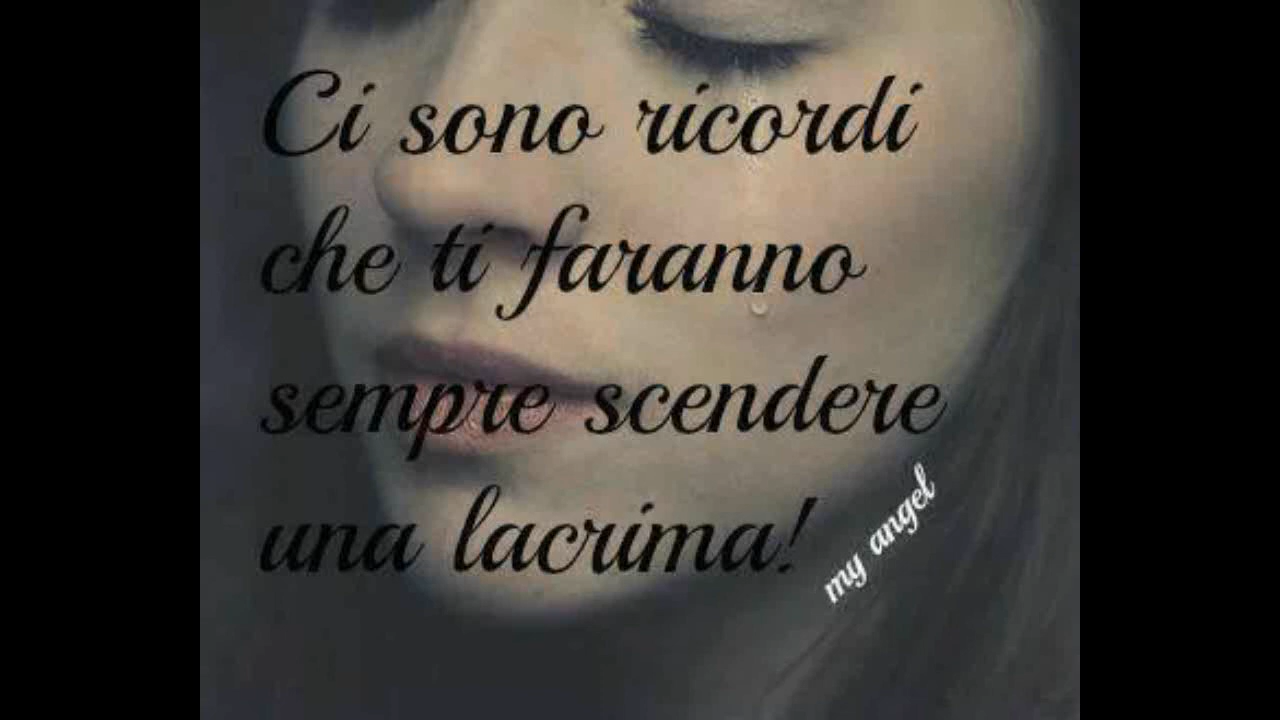 Ci sono ricordi
che ti faranno
sempre scendere
una lacrima!
my angel